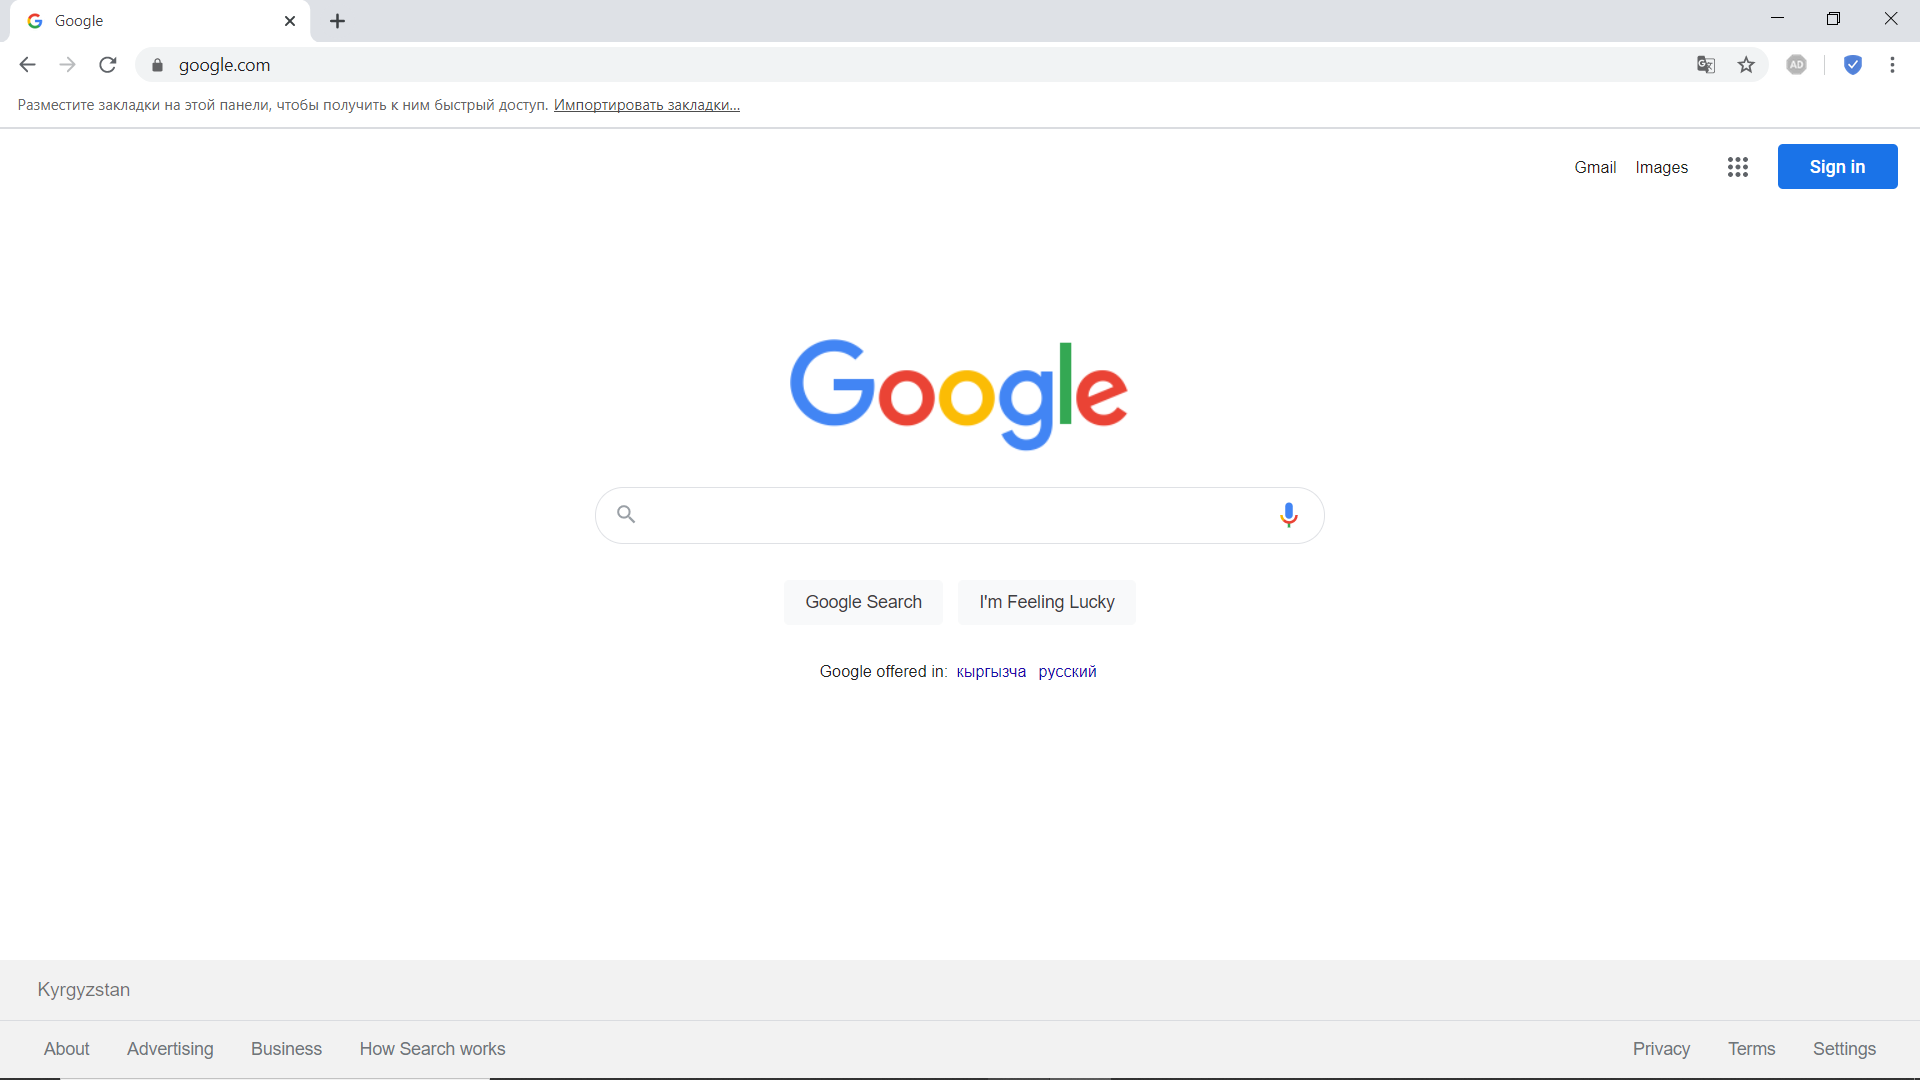 Google
google.com
Разместите закладки на этой панели, чтобы получить к ним быстрый доступ. Импортировать закладки...
Gmail Images Sign in
Google
Google Search I'm Feeling Lucky
Google offered in: кыргызча русский
Kyrgyzstan
About Advertising Business How Search works Privacy Terms Settings